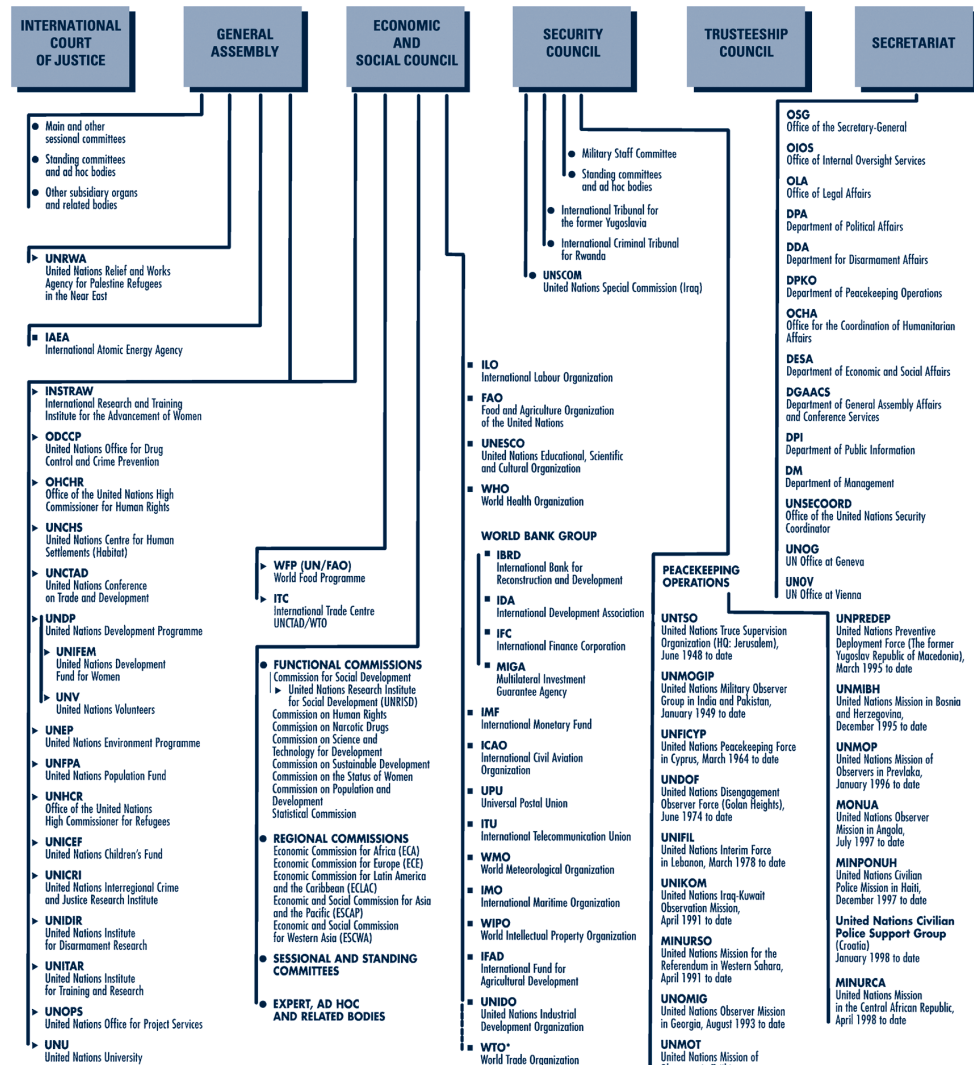 INTERNATIONAL
COURT
OF JUSTICE
GENERAL
ASSEMBLY
ECONOMIC
AND
SOCIAL COUNCIL
SECURITY
COUNCIL
TRUSTEESHIP
COUNCIL
SECRETARIAT
Main and other
sessional committees
Standing committees
and ad hoc bodies
Other subsidiary organs
and related bodies
UNRWA
United Nations Relief and Works
Agency for Palestine Refugees
in the Near East
IAEA
International Atomic Energy Agency
INSTRAW
International Research and Training
Institute for the Advancement of Women
ODCCP
United Nations Office for Drug
Control and Crime Prevention
OHCHR
Office of the United Nations High
Commissioner for Human Rights
UNCHS
United Nations Centre for Human
Settlements (Habitat)
UNCTAD
United Nations Conference
on Trade and Development
UNDP
United Nations Development Programme
UNIFEM
United Nations Development
Fund for Women
UNV
United Nations Volunteers
UNEP
United Nations Environment Programme
UNFPA
United Nations Population Fund
UNHCR
Office of the United Nations
High Commissioner for Refugees
UNICEF
United Nations Children's Fund
UNICRI
United Nations Interregional Crime
and Justice Research Institute
UNIDIR
United Nations Institute
for Disarmament Research
UNITAR
United Nations Institute
for Training and Research
UNOPS
United Nations Office for Project Services
UNU
United Nations University
WFP (UN/FAO)
World Food Programme
ITC
International Trade Centre
UNCTAD/WTO
FUNCTIONAL COMMISSIONS
Commission for Social Development
United Nations Research Institute
for Social Development (UNRISD)
Commission on Human Rights
Commission on Narcotic Drugs
Commission on Science and
Technology for Development
Commission on Sustainable Development
Commission on the Status of Women
Commission on Population and
Development
Statistical Commission
REGIONAL COMMISSIONS
Economic Commission for Africa (ECA)
Economic Commission for Europe (ECE)
Economic Commission for Latin America
and the Caribbean (ECLAC)
Economic and Social Commission for Asia
and the Pacific (ESCAP)
Economic and Social Commission
for Western Asia (ESCWA)
SESSIONAL AND STANDING
COMMITTEES
EXPERT, AD HOC
AND RELATED BODIES
ILO
International Labour Organization
FAO
Food and Agriculture Organization
of the United Nations
UNESCO
United Nations Educational, Scientific
and Cultural Organization
WHO
World Health Organization
WORLD BANK GROUP
IBRD
International Bank for
Reconstruction and Development
IDA
International Development Association
IFC
International Finance Corporation
MIGA
Multilateral Investment
Guarantee Agency
IMF
International Monetary Fund
ICAO
International Civil Aviation
Organization
UPU
Universal Postal Union
ITU
International Telecommunication Union
WMO
World Meteorological Organization
IMO
International Maritime Organization
WIPO
World Intellectual Property Organization
IFAD
International Fund for
Agricultural Development
UNIDO
United Nations Industrial
Development Organization
WTO*
World Trade Organization
Military Staff Committee
Standing committees
and ad hoc bodies
International Tribunal for
the former Yugoslavia
International Criminal Tribunal
for Rwanda
UNSCOM
United Nations Special Commission (Iraq)
PEACEKEEPING
OPERATIONS
UNTSO
United Nations Truce Supervision
Organization (HQ: Jerusalem),
June 1948 to date
UNMOGIP
United Nations Military Observer
Group in India and Pakistan,
January 1949 to date
UNFICYP
United Nations Peacekeeping Force
in Cyprus, March 1964 to date
UNDOF
United Nations Disengagement
Observer Force (Golan Heights),
June 1974 to date
UNIFIL
United Nations Interim Force
in Lebanon, March 1978 to date
UNIKOM
United Nations Iraq-Kuwait
Observation Mission,
April 1991 to date
MINURSO
United Nations Mission for the
Referendum in Western Sahara,
April 1991 to date
UNOMIG
United Nations Observer Mission
in Georgia, August 1993 to date
UNMOT
United Nations Mission of
OSG
Office of the Secretary-General
OIOS
Office of Internal Oversight Services
OLA
Office of Legal Affairs
DPA
Department of Political Affairs
DDA
Department for Disarmament Affairs
DPKO
Department of Peacekeeping Operations
OCHA
Office for the Coordination of Humanitarian
Affairs
DESA
Department of Economic and Social Affairs
DGAACS
Department of General Assembly Affairs
and Conference Services
DPI
Department of Public Information
DM
Department of Management
UNSECOORD
Office of the United Nations Security
Coordinator
UNOG
UN Office at Geneva
UNOV
UN Office at Vienna
UNPREDEP
United Nations Preventive
Deployment Force (The former
Yugoslav Republic of Macedonia),
March 1995 to date
UNMIBH
United Nations Mission in Bosnia
and Herzegovina,
December 1995 to date
UNMOP
United Nations Mission of
Observers in Prevlaka,
January 1996 to date
MONUA
United Nations Observer
Mission in Angola,
July 1997 to date
MINPONUH
United Nations Civilian
Police Mission in Haiti,
December 1997 to date
United Nations Civilian
Police Support Group
(Croatia)
January 1998 to date
MINURCA
United Nations Mission
in the Central African Republic,
April 1998 to date